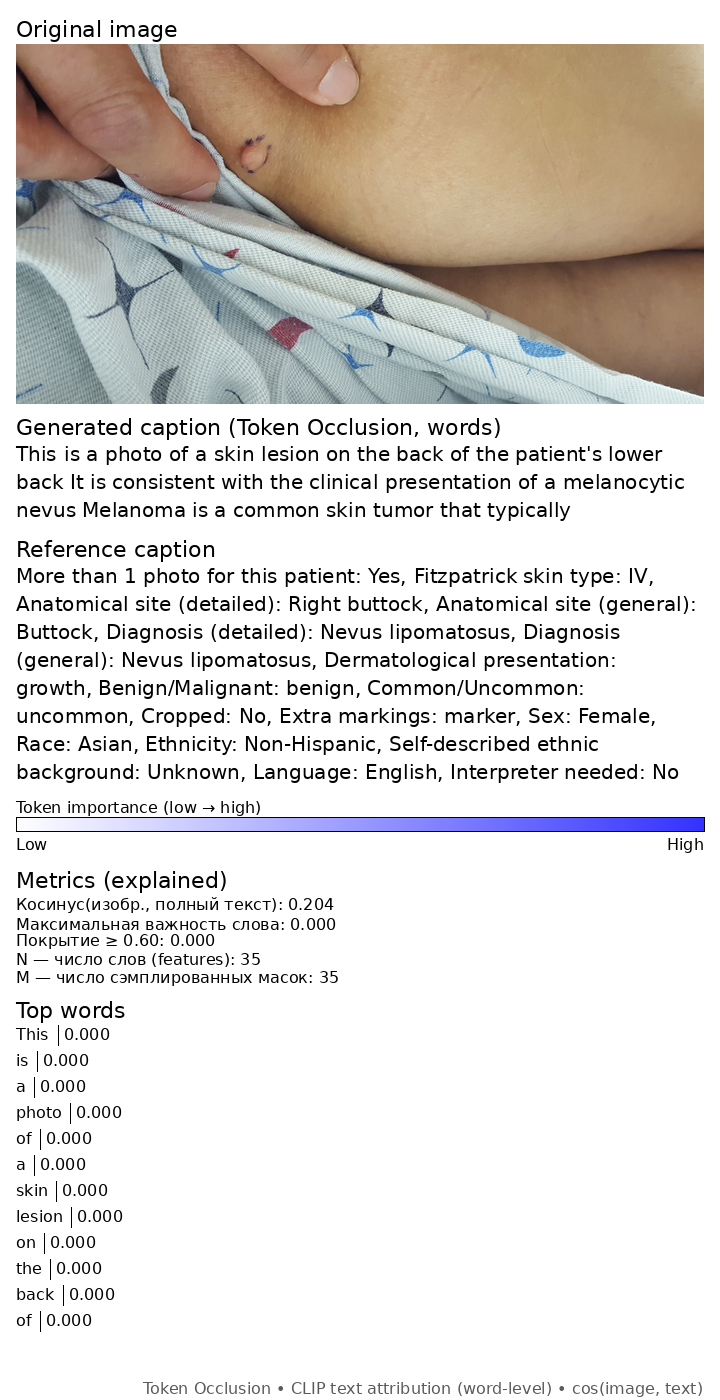 Original image
Generated caption (Token Occlusion, words)
This is a photo of a skin lesion on the back of the patient's lower
back It is consistent with the clinical presentation of a melanocytic
nevus Melanoma is a common skin tumor that typically
Reference caption
More than 1 photo for this patient: Yes, Fitzpatrick skin type: IV,
Anatomical site (detailed): Right buttock, Anatomical site (general):
Buttock, Diagnosis (detailed): Nevus lipomatosus, Diagnosis
(general): Nevus lipomatosus, Dermatological presentation:
growth, Benign/Malignant: benign, Common/Uncommon:
uncommon, Cropped: No, Extra markings: marker, Sex: Female,
Race: Asian, Ethnicity: Non-Hispanic, Self-described ethnic
background: Unknown, Language: English, Interpreter needed: No
Token importance (low → high)
Low High
Metrics (explained)
Косинус(изобр., полный текст): 0.204
Максимальная важность слова: 0.000
Покрытие ≥ 0.60: 0.000
N — число слов (features): 35
M — число сэмплированных масок: 35
Top words
This 0.000
is 0.000
a 0.000
photo 0.000
of 0.000
a 0.000
skin 0.000
lesion 0.000
on 0.000
the 0.000
back 0.000
of 0.000
Token Occlusion • CLIP text attribution (word-level) • cos(image, text)